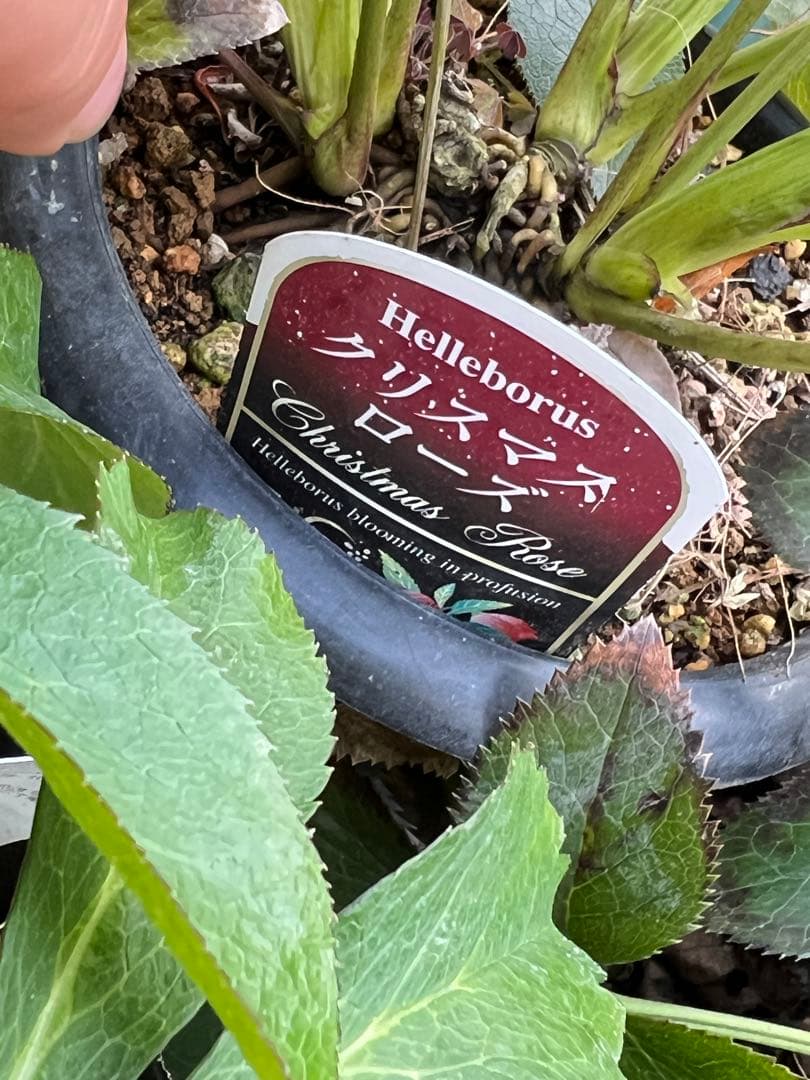 Helleborus
クリスマス
ローズ
Christmas Rose
Helleborus blooming in profusion